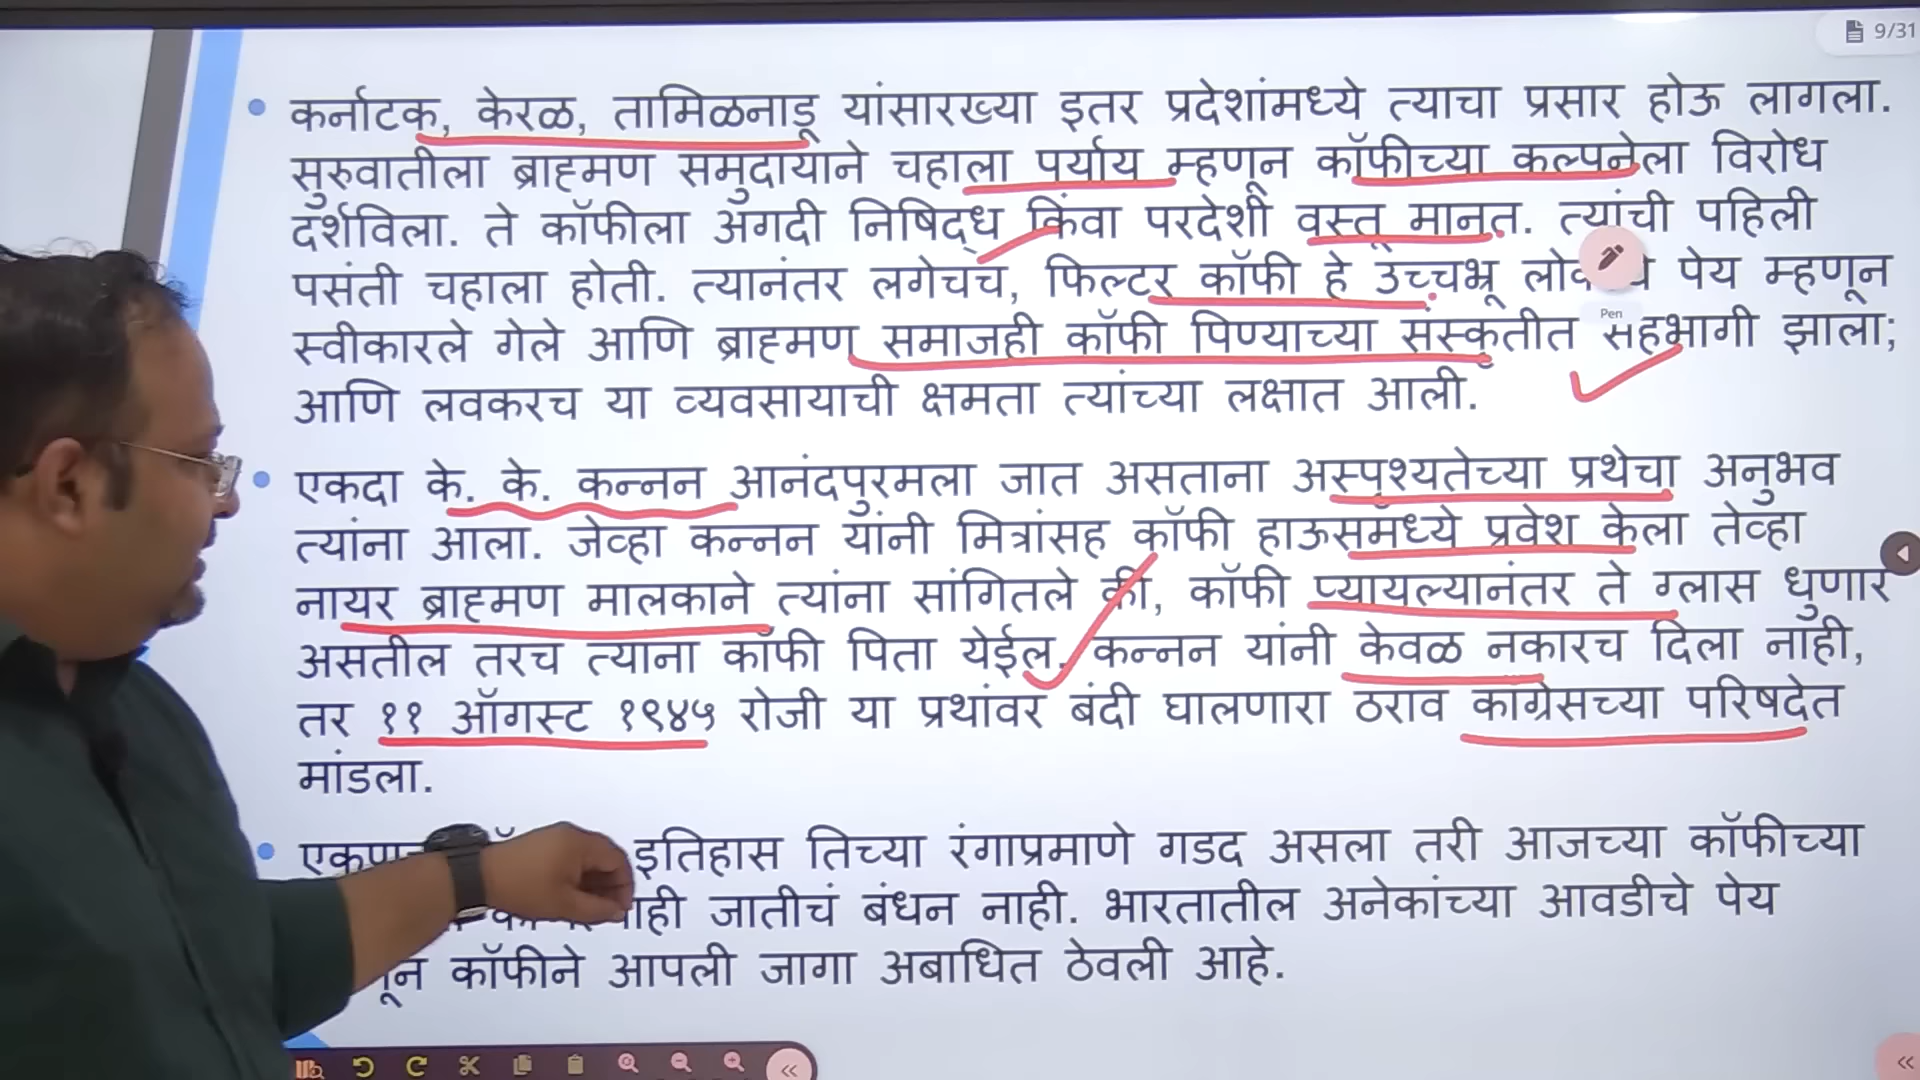 9/31
कर्नाटक, केरळ, तामिळनाडू यांसारख्या इतर प्रदेशांमध्ये त्याचा प्रसार होऊ लागला.
सुरुवातीला ब्राह्मण समुदायाने चहाला पर्याय म्हणून कॉफीच्या कल्पनेला विरोध
दर्शविला. ते कॉफीला अगदी निषिद्ध किंवा परदेशी वस्तू मानत. त्यांची पहिली
पसंती चहाला होती. त्यानंतर लगेचच, फिल्टर कॉफी हे उच्चभ्रू पेय म्हणून
Pen
स्वीकारले गेले आणि ब्राह्मण समाजही कॉफी पिण्याच्या संस्कृतीत सहभागी झाला;
आणि लवकरच या व्यवसायाची क्षमता त्यांच्या लक्षात आली.
एकदा के. के. कन्नन आनंदपुरमला जात असताना अस्पृश्यतेच्या प्रथेचा अनुभव
त्यांना आला. जेव्हा कन्नन यांनी मित्रांसह कॉफी हाऊसमध्ये प्रवेश केला तेव्हा
नायर ब्राह्मण मालकाने त्यांना सांगितले की, कॉफी प्यायल्यानंतर ते ग्लास धुणार
असतील तरच त्यांना कॉफी पिता येईल. कन्नन यांनी केवळ नकारच दिला नाही,
तर ११ ऑगस्ट १९४५ रोजी या प्रथांवर बंदी घालणारा ठराव काँग्रेसच्या परिषदेत
मांडला.
इतिहास तिच्या रंगाप्रमाणे गडद असला तरी आजच्या कॉफीच्या
जातीचं बंधन नाही. भारतातील अनेकांच्या आवडीचे पेय
कॉफीने आपली जागा अबाधित ठेवली आहे.